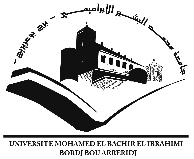 جامعة محمد البشير الإبراهيمي - برج بوعريريج -
UNIVERSITE MOHAMED EL BACHIR EL IBRAHIMI
BORDJ BOU ARRERIDJ